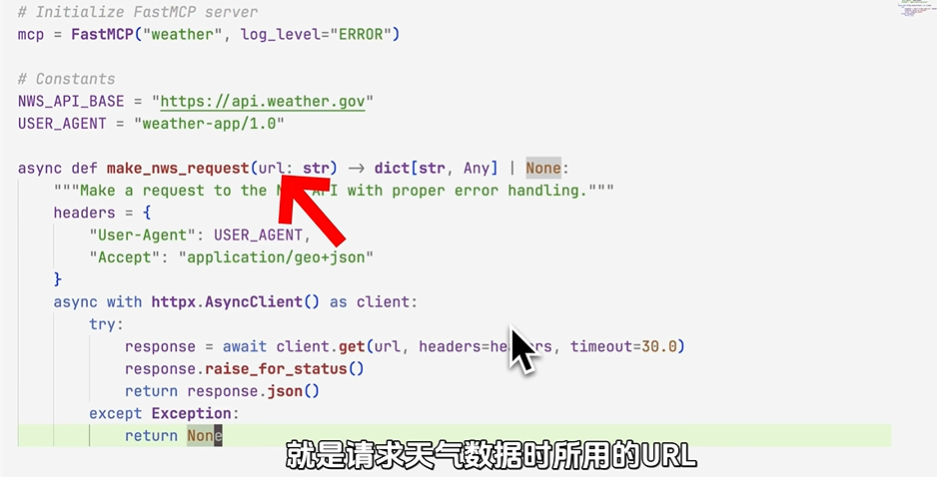 # Initialize FastMCP server
mcp = FastMCP("weather", log_level="ERROR")
# Constants
NWS_API_BASE = "https://api.weather.gov"
USER_AGENT = "weather-app/1.0"
async def make_nws_request(url: str) -> dict[str, Any] | None:
"""Make a request to the API with proper error handling."""
headers = {
"User-Agent": USER_AGENT,
"Accept": "application/geo+json"
}
async with httpx.AsyncClient() as client:
try:
response = await client.get(url, headers=headers, timeout=30.0)
response.raise_for_status()
return response.json()
except Exception:
return None
就是请求天气数据时所用的URL